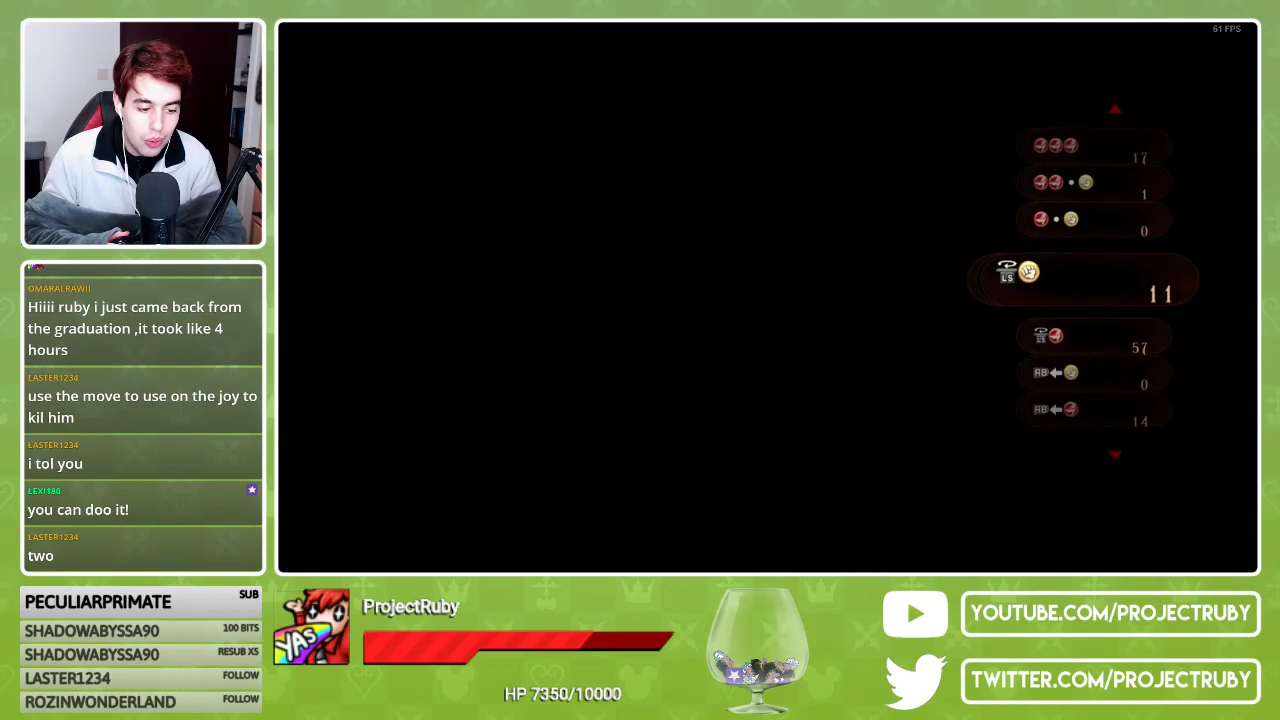 61 FPS
17
1
0
LS
11
LS
57
RB
0
RB
14
OMARALRAWII
Hiiii ruby i just came back from
the graduation ,it took like 4
hours
LASTER1234
use the move to use on the joy to
kil him
LASTER1234
i tol you
LEXI180
you can doo it!
LASTER1234
two
PECULIARPRIMATE SUB
SHADOWABYSSA90 100 BITS
SHADOWABYSSA90 RESUB X5
LASTER1234 FOLLOW
ROZINWONDERLAND FOLLOW
YAS
ProjectRuby
HP 7350/10000
YOUTUBE.COM/PROJECTRUBY
TWITTER.COM/PROJECTRUBY